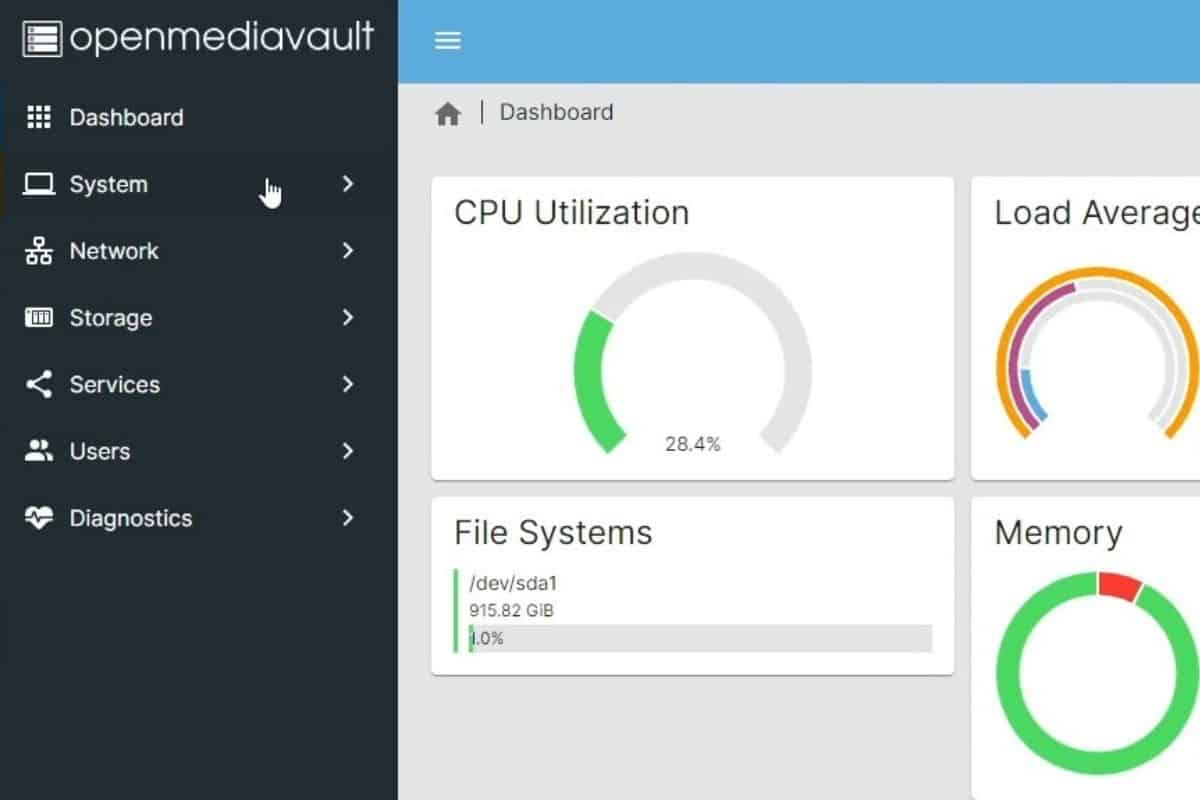 openmediavault
Dashboard
System
Network
Storage
Services
Users
Diagnostics
| Dashboard
CPU Utilization
28.4%
Load Average
File Systems
/dev/sda1
915.82 GiB
1.0%
Memory